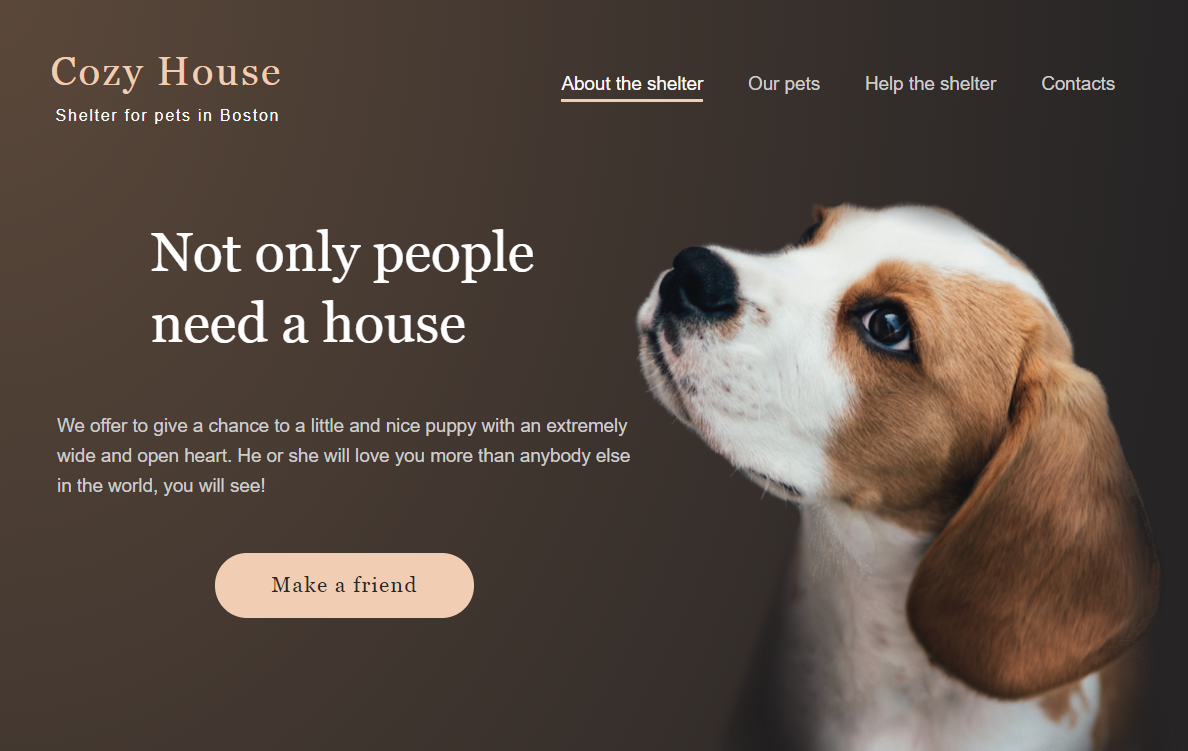 Cozy House
Shelter for pets in Boston
About the shelter
Our pets
Help the shelter
Contacts
Not only people
need a house
We offer to give a chance to a little and nice puppy with an extremely
wide and open heart. He or she will love you more than anybody else
in the world, you will see!
Make a friend